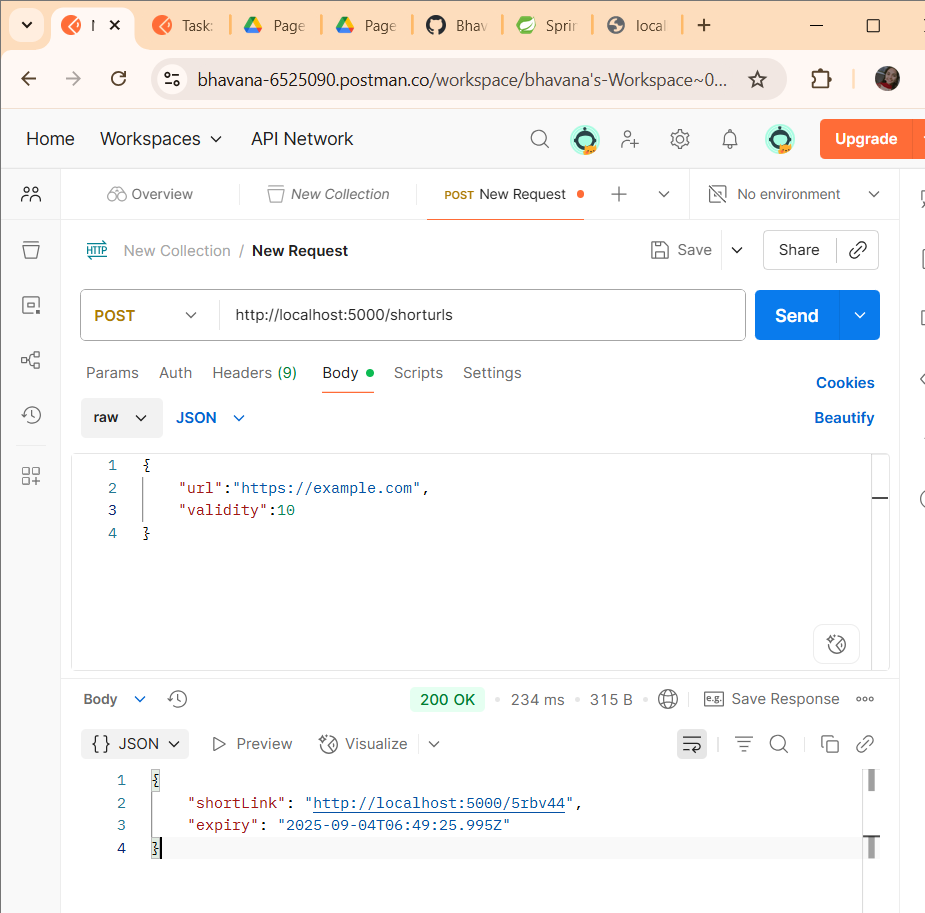 Task:
Page
Page
Bhav
Sprin
local
bhavana-6525090.postman.co/workspace/bhavana's-Workspace~0...
Home Workspaces API Network Upgrade
Overview New Collection POST New Request No environment
HTTP New Collection / New Request Save Share
POST http://localhost:5000/shorturls Send
Params Auth Headers (9) Body Scripts Settings Cookies
raw JSON Beautify
1 {
2 "url":"https://example.com",
3 "validity":10
4 }
Body 200 OK 234 ms 315 B e.g. Save Response
{} JSON Preview Visualize
1 {
2 "shortLink": "http://localhost:5000/5rbv44",
3 "expiry": "2025-09-04T06:49:25.995Z"
4 }